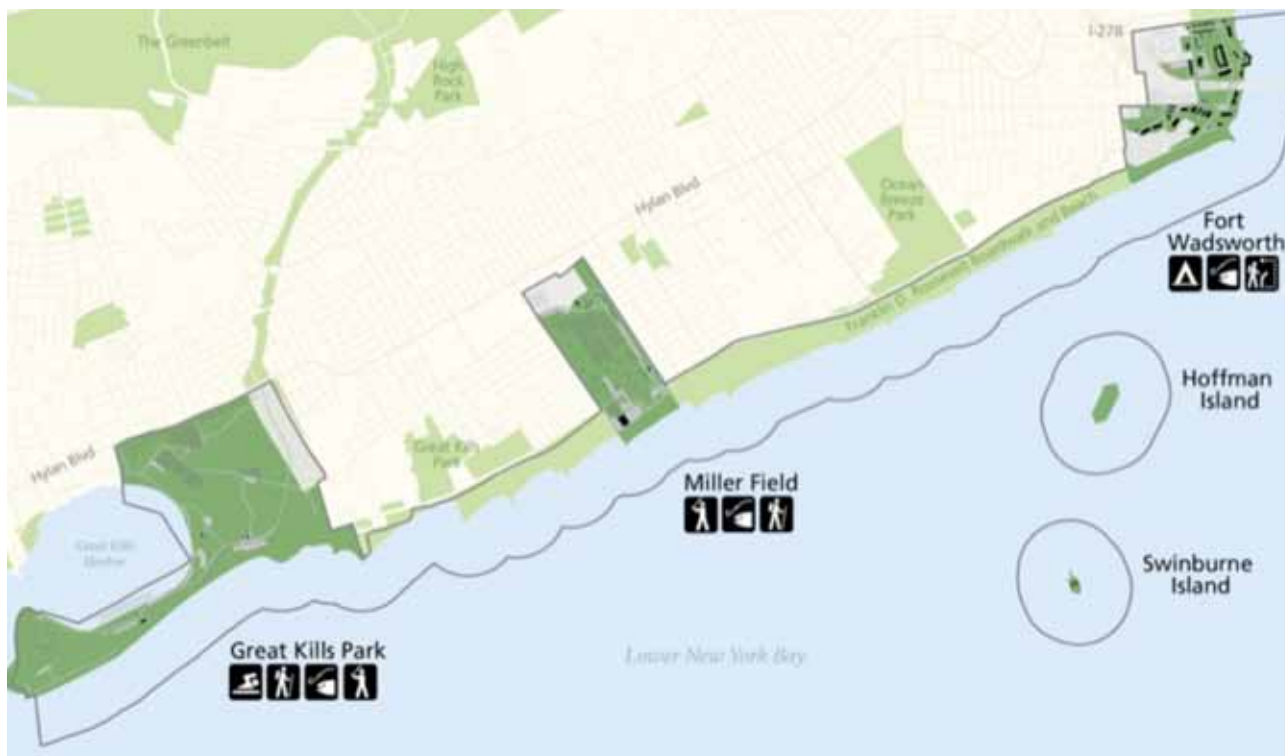 The Greenbelt
High
Rock
Park
I-278
Hylan Blvd
Ocean
Breeze
Park
Franklin D. Roosevelt Boardwalk and Beach
Fort
Wadsworth
Hoffman
Island
Hylan Blvd
Great Kills
Park
Miller Field
Great Kills
Harbor
Swinburne
Island
Great Kills Park
Lower New York Bay